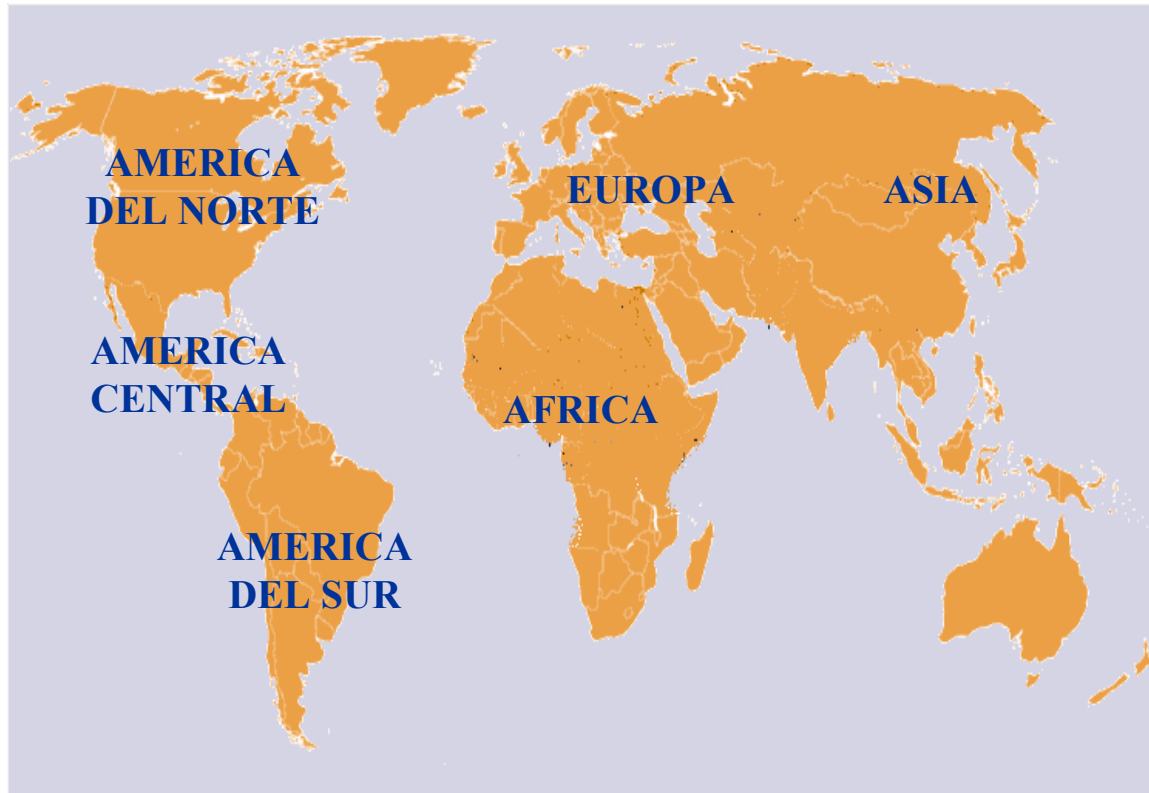 AMERICA
DEL NORTE
EUROPA
ASIA
AMERICA
CENTRAL
AFRICA
AMERICA
DEL SUR